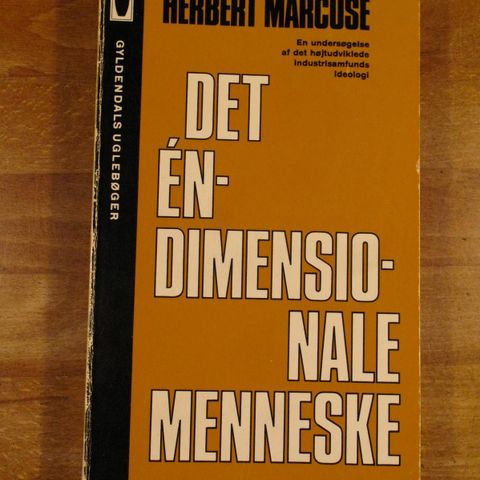 HERBERT MARCUSE
En undersøgelse
af det højtudviklede
industrisamfunds
ideologi
DET
ÉN-
DIMENSIO-
NALE
MENNESKE
GYLDENDALS UGLEBØGER